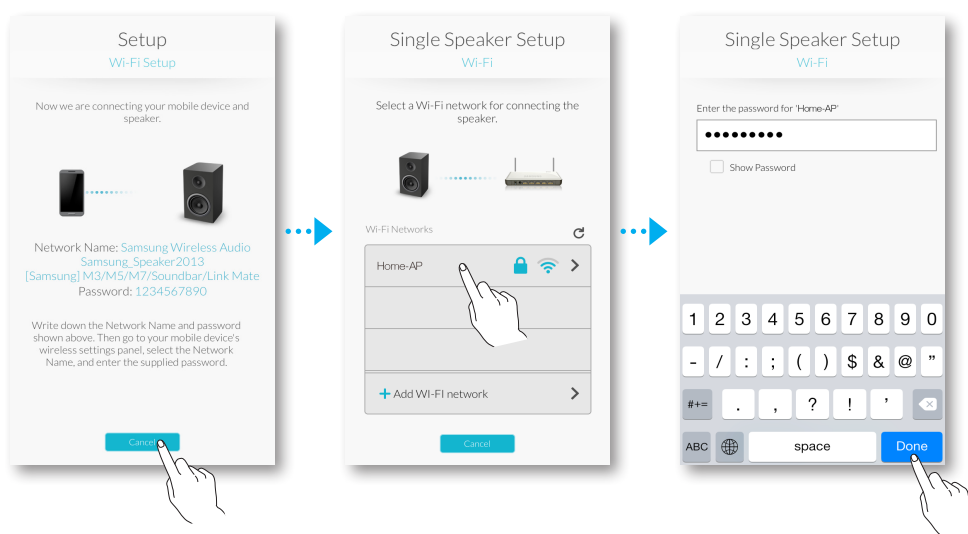 Setup
Wi-Fi Setup
Now we are connecting your mobile device and
speaker.
Network Name: Samsung Wireless Audio
Samsung_Speaker2013
[Samsung] M3/M5/M7/Soundbar/Link Mate
Password: 1234567890
Write down the Network Name and password
shown above. Then go to your mobile device's
wireless settings panel, select the Network
Name, and enter the supplied password.
Cancel
Single Speaker Setup
Wi-Fi
Select a Wi-Fi network for connecting the
speaker.
Wi-Fi Networks
Home-AP
+ Add WI-FI network
Cancel
Single Speaker Setup
Wi-Fi
Enter the password for 'Home-AP'
•••••••••
Show Password
1 2 3 4 5 6 7 8 9 0
- / : ; ( ) $ & @ ”
#+= . , ? ! ’
ABC space Done